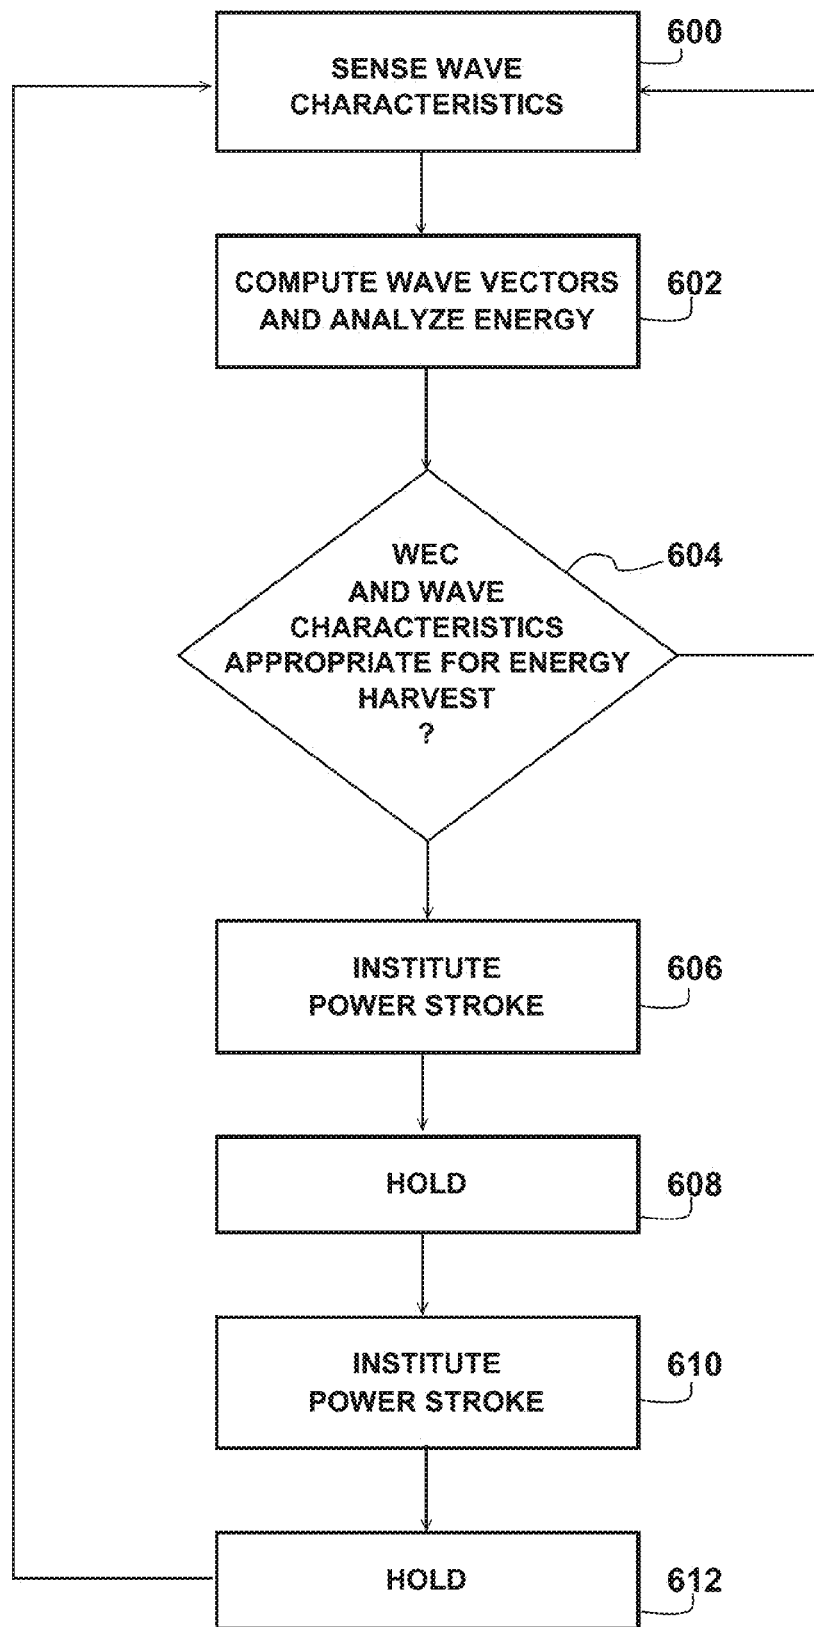 600
SENSE WAVE
CHARACTERISTICS
602
COMPUTE WAVE VECTORS
AND ANALYZE ENERGY
604
WEC
AND WAVE
CHARACTERISTICS
APPROPRIATE FOR ENERGY
HARVEST
?
606
INSTITUTE
POWER STROKE
608
HOLD
610
INSTITUTE
POWER STROKE
612
HOLD